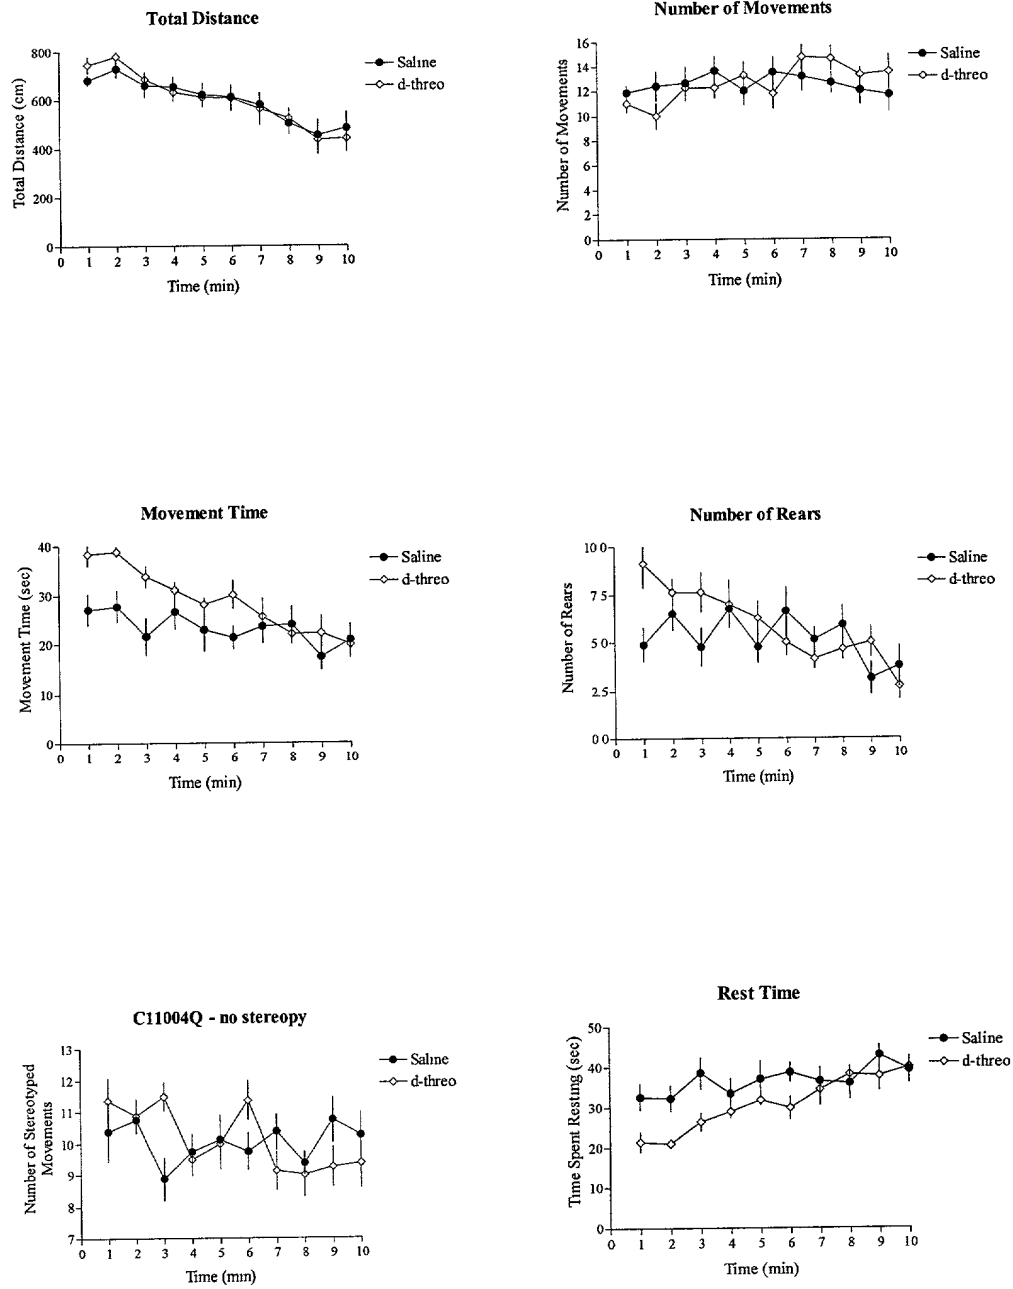 Total Distance
800
600
400
200
0
Total Distance (cm)
0 1 2 3 4 5 6 7 8 9 10
Time (min)
Saline
d-threo
Number of Movements
16
14
12
10
8
6
4
2
0
Number of Movements
0 1 2 3 4 5 6 7 8 9 10
Time (min)
Saline
d-threo
Movement Time
40
30
20
10
0
Movement Time (sec)
0 1 2 3 4 5 6 7 8 9 10
Time (min)
Saline
d-threo
Number of Rears
10 0
7.5
5.0
2.5
0 0
Number of Rears
0 1 2 3 4 5 6 7 8 9 10
Time (min)
Saline
d-threo
C11004Q - no stereopy
13
12
11
10
9
8
7
Number of Stereotyped
Movements
0 1 2 3 4 5 6 7 8 9 10
Time (min)
Saline
d-threo
Rest Time
50
40
30
20
10
0
Time Spent Resting (sec)
0 1 2 3 4 5 6 7 8 9 10
Time (min)
Saline
d-threo